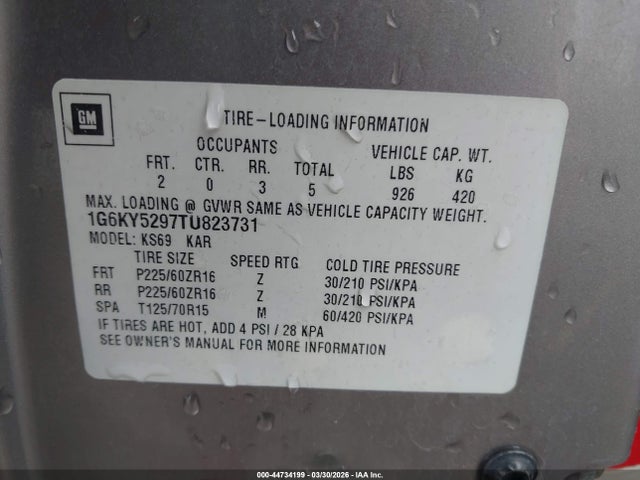 GM
TIRE-LOADING INFORMATION
OCCUPANTS VEHICLE CAP. WT.
FRT. CTR. RR. TOTAL LBS KG
2 0 3 5 926 420
MAX. LOADING @ GVWR SAME AS VEHICLE CAPACITY WEIGHT.
1G6KY5297TU823731
MODEL: KS69 KAR
TIRE SIZE SPEED RTG COLD TIRE PRESSURE
FRT P225/60ZR16 Z 30/210 PSI/KPA
RR P225/60ZR16 Z 30/210 PSI/KPA
SPA T125/70R15 M 60/420 PSI/KPA
IF TIRES ARE HOT, ADD 4 PSI / 28 KPA
SEE OWNER'S MANUAL FOR MORE INFORMATION
000-44734199 | 03/30/2026 | IAA Inc.